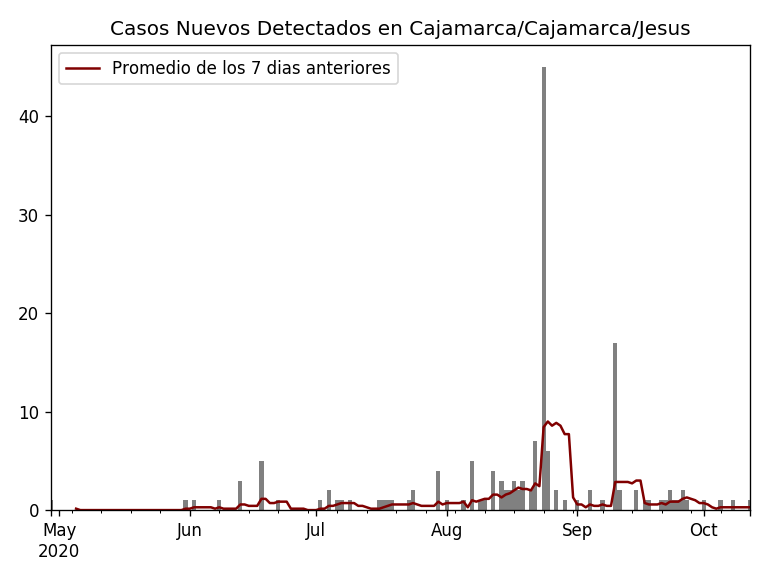 Casos Nuevos Detectados en Cajamarca/Cajamarca/Jesus
Promedio de los 7 dias anteriores
40
30
20
10
0
May Jun Jul Aug Sep Oct
2020